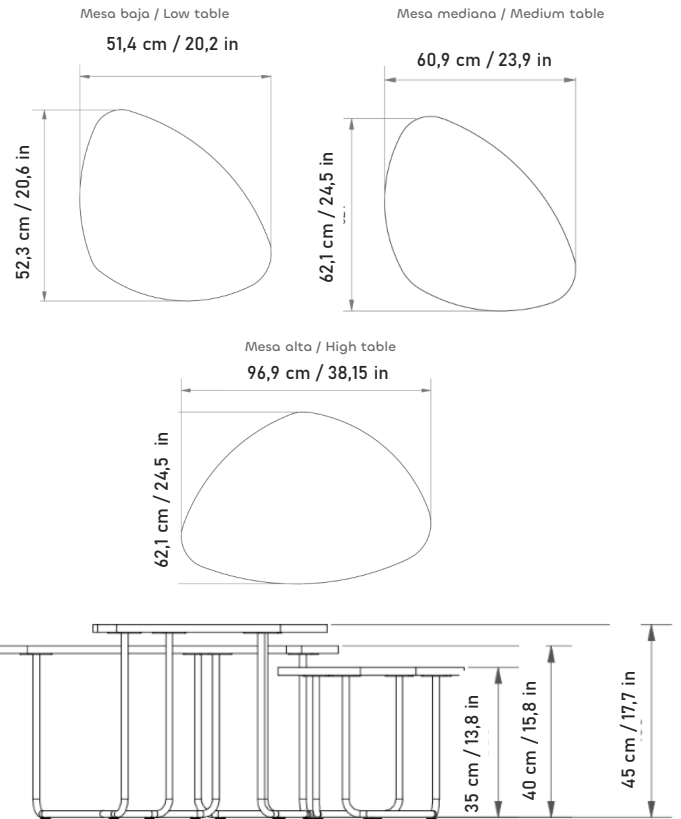 Mesa baja / Low table
51,4 cm / 20,2 in
52,3 cm / 20,6 in
Mesa mediana / Medium table
60,9 cm / 23,9 in
62,1 cm / 24,5 in
Mesa alta / High table
96,9 cm / 38,15 in
62,1 cm / 24,5 in
35 cm / 13,8 in
40 cm / 15,8 in
45 cm / 17,7 in